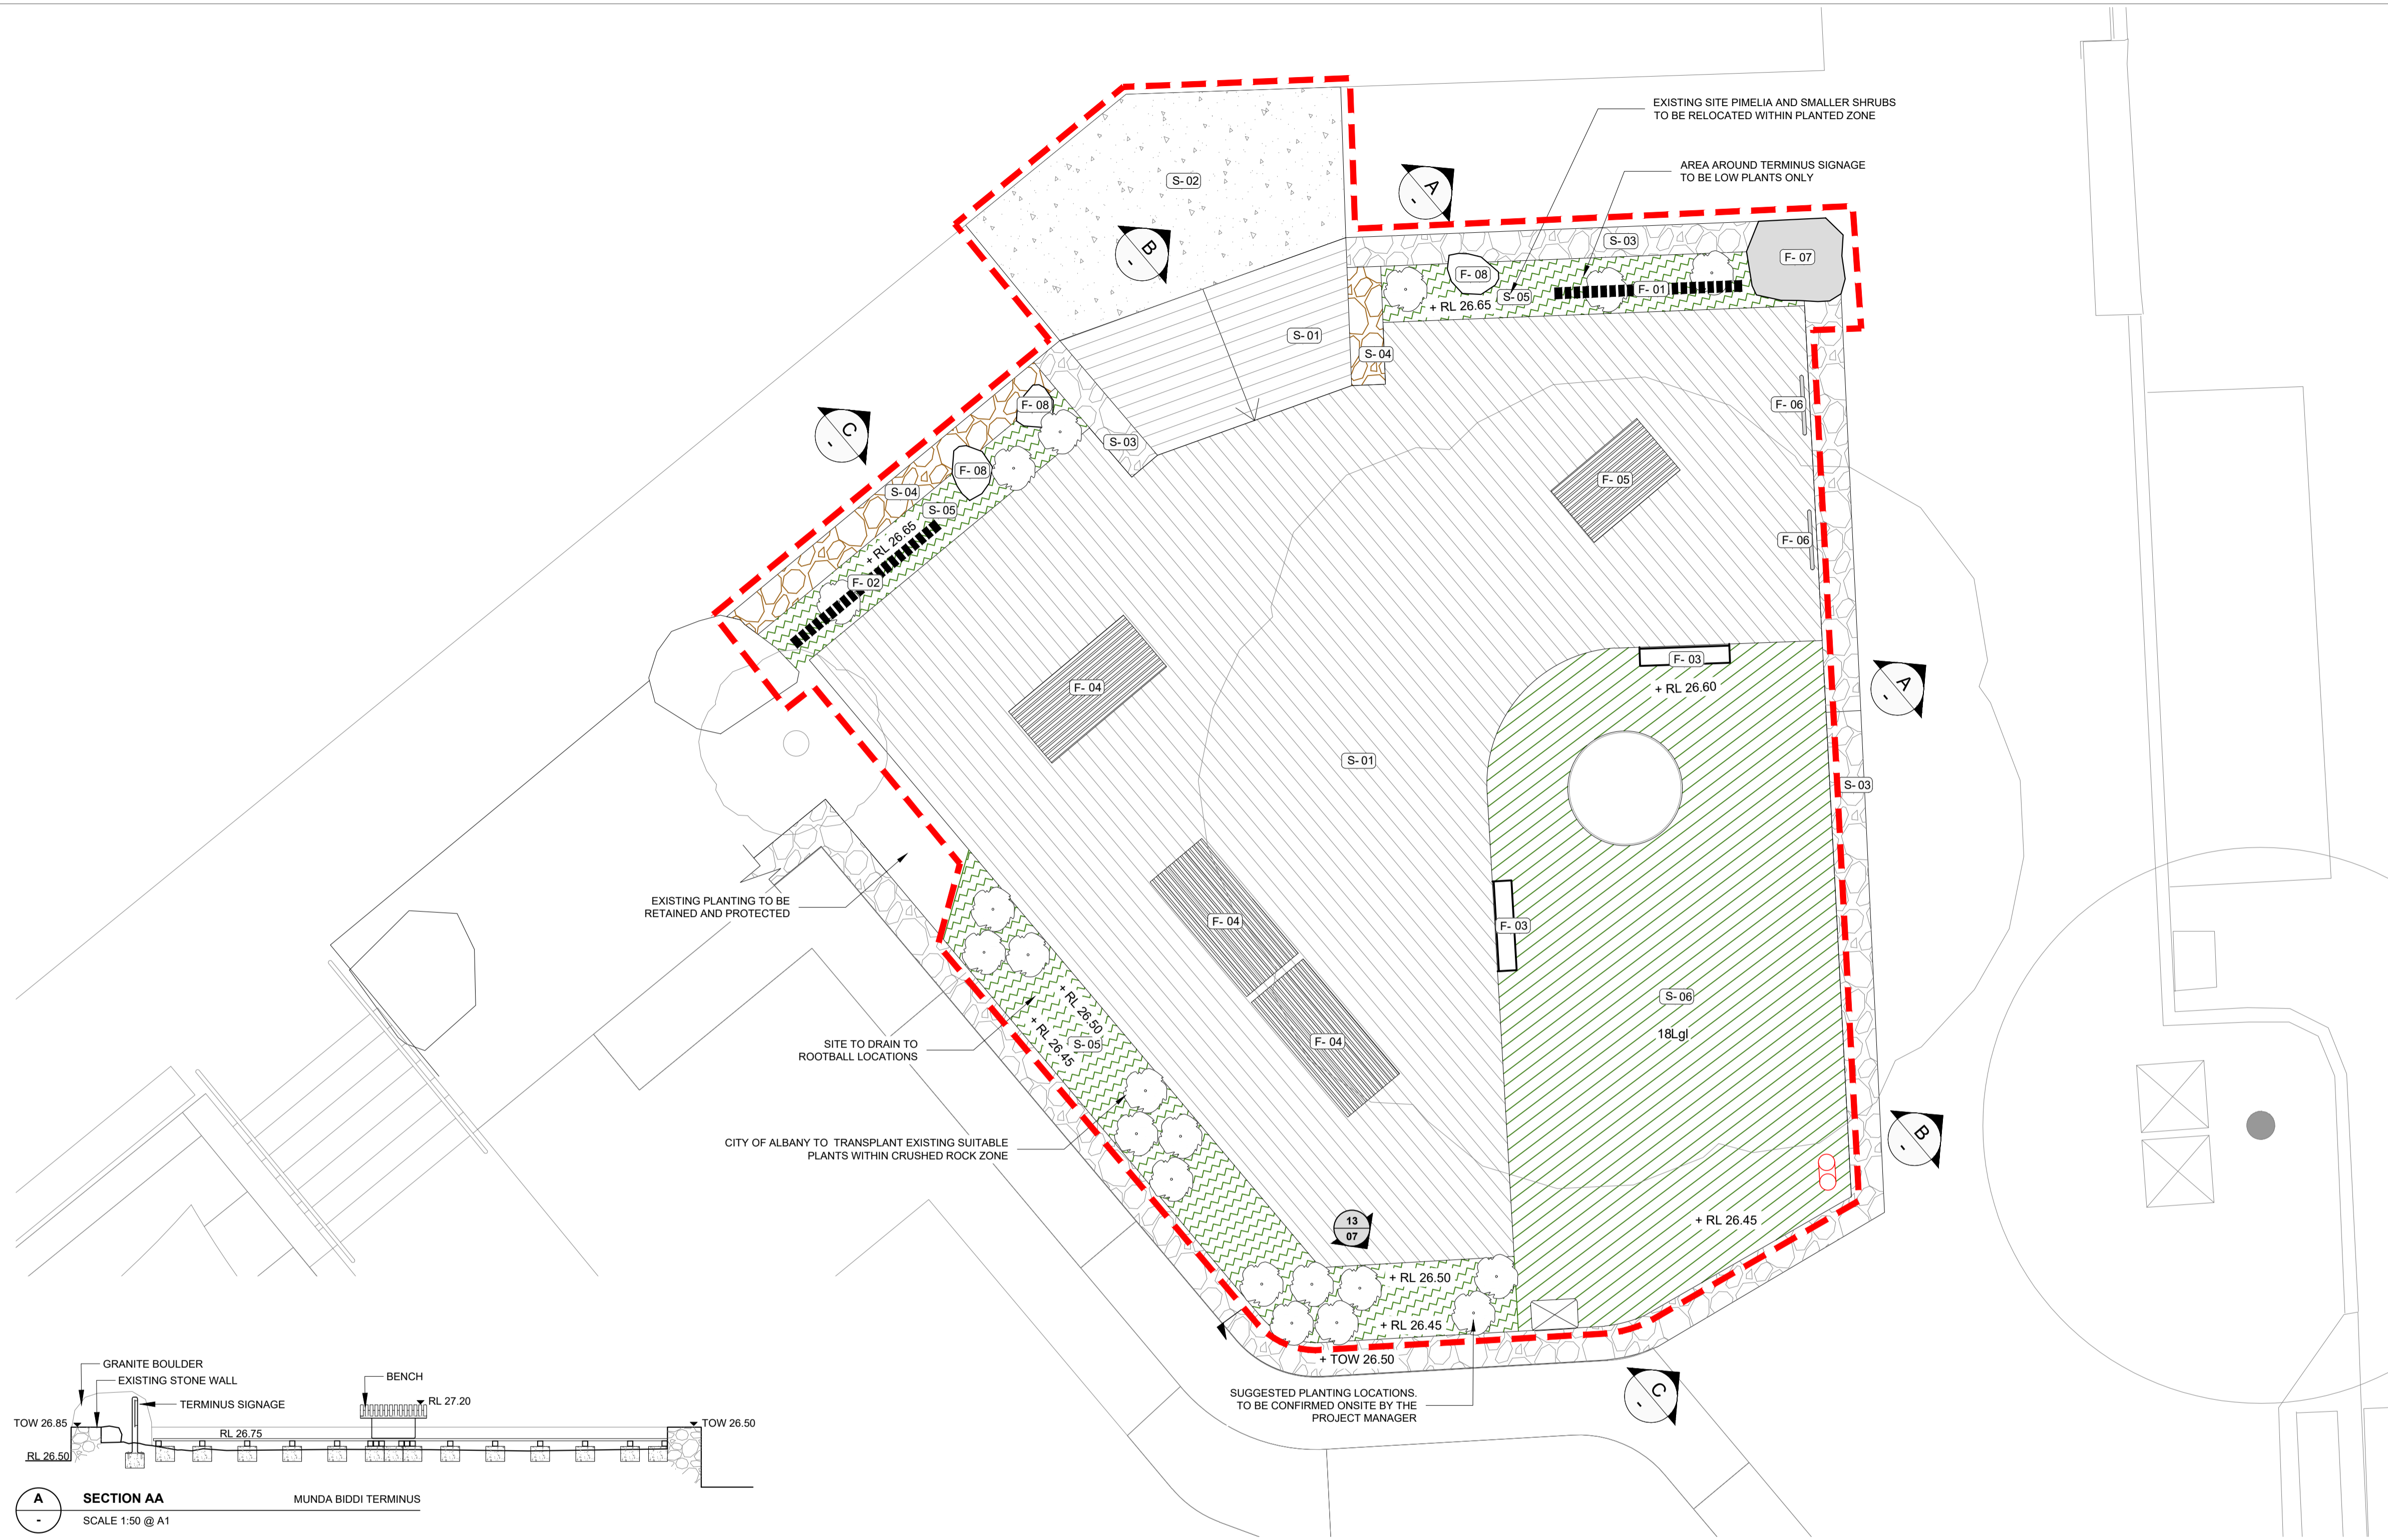 EXISTING SITE PIMELIA AND SMALLER SHRUBS
TO BE RELOCATED WITHIN PLANTED ZONE
AREA AROUND TERMINUS SIGNAGE
TO BE LOW PLANTS ONLY
S- 02
A
-
B
-
S- 03
F- 07
F- 08
S- 05
F- 01
+ RL 26.65
S- 01
S- 04
F- 08
F- 06
C
-
S- 03
F- 08
F- 05
S- 04
S- 05
+ RL 26.65
F- 06
F- 02
F- 03
+ RL 26.60
F- 04
A
-
S- 01
S- 03
EXISTING PLANTING TO BE
RETAINED AND PROTECTED
F- 04
F- 03
S- 06
18Lgl
+ RL 26.50
+ RL 26.45
S- 05
SITE TO DRAIN TO
ROOTBALL LOCATIONS
F- 04
CITY OF ALBANY TO TRANSPLANT EXISTING SUITABLE
PLANTS WITHIN CRUSHED ROCK ZONE
B
-
13
07
+ RL 26.45
+ RL 26.50
+ RL 26.45
+ TOW 26.50
SUGGESTED PLANTING LOCATIONS.
TO BE CONFIRMED ONSITE BY THE
PROJECT MANAGER
C
-
GRANITE BOULDER
EXISTING STONE WALL
TERMINUS SIGNAGE
BENCH
RL 27.20
TOW 26.85
TOW 26.50
RL 26.75
RL 26.50
A
-
SECTION AA
MUNDA BIDDI TERMINUS
SCALE 1:50 @ A1